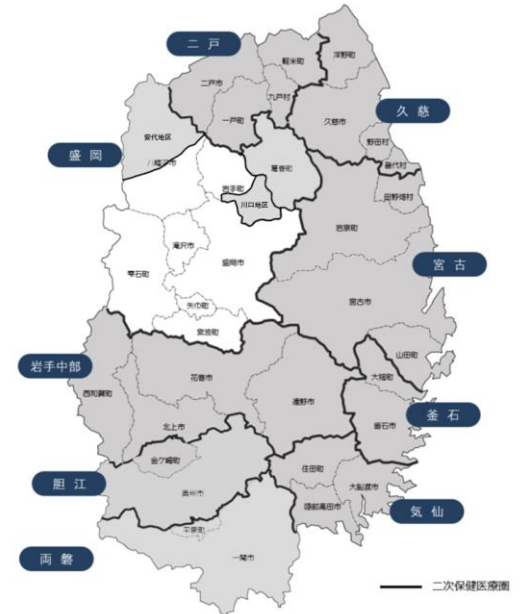 二戸
洋野町
軽米町
二戸市
九戸村
久慈
一戸町
久慈市
安代地区
野田村
盛岡
八幡平市
葛巻町
普代村
岩手町
田野畑村
川口地区
岩泉町
滝沢市
盛岡市
雫石町
宮古
宮古市
矢巾町
紫波町
山田町
岩手中部
大槌町
花巻市
西和賀町
遠野市
釜石
釜石市
北上市
金ケ崎町
住田町
胆江
大船渡市
奥州市
陸前高田市
気仙
平泉町
両磐
一関市
二次保健医療圏